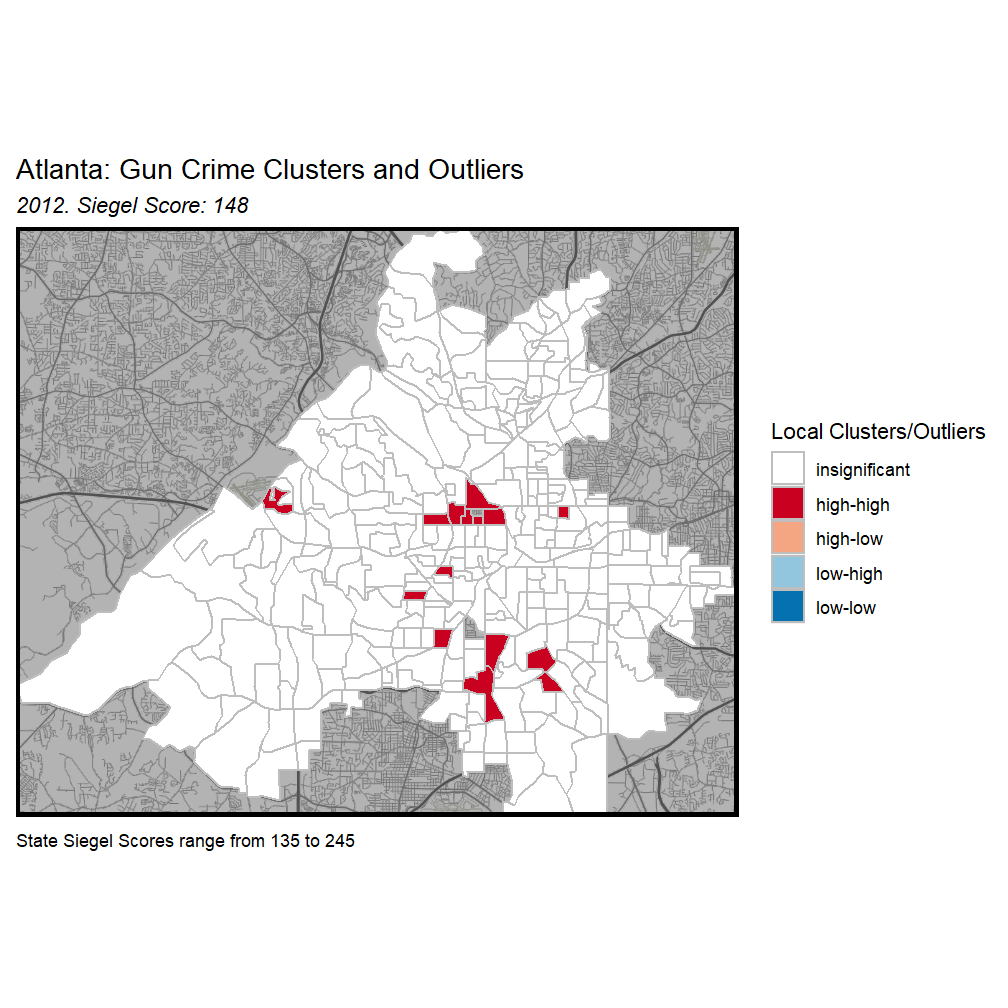 Atlanta: Gun Crime Clusters and Outliers
2012. Siegel Score: 148
Local Clusters/Outliers
insignificant
high-high
high-low
low-high
low-low
State Siegel Scores range from 135 to 245